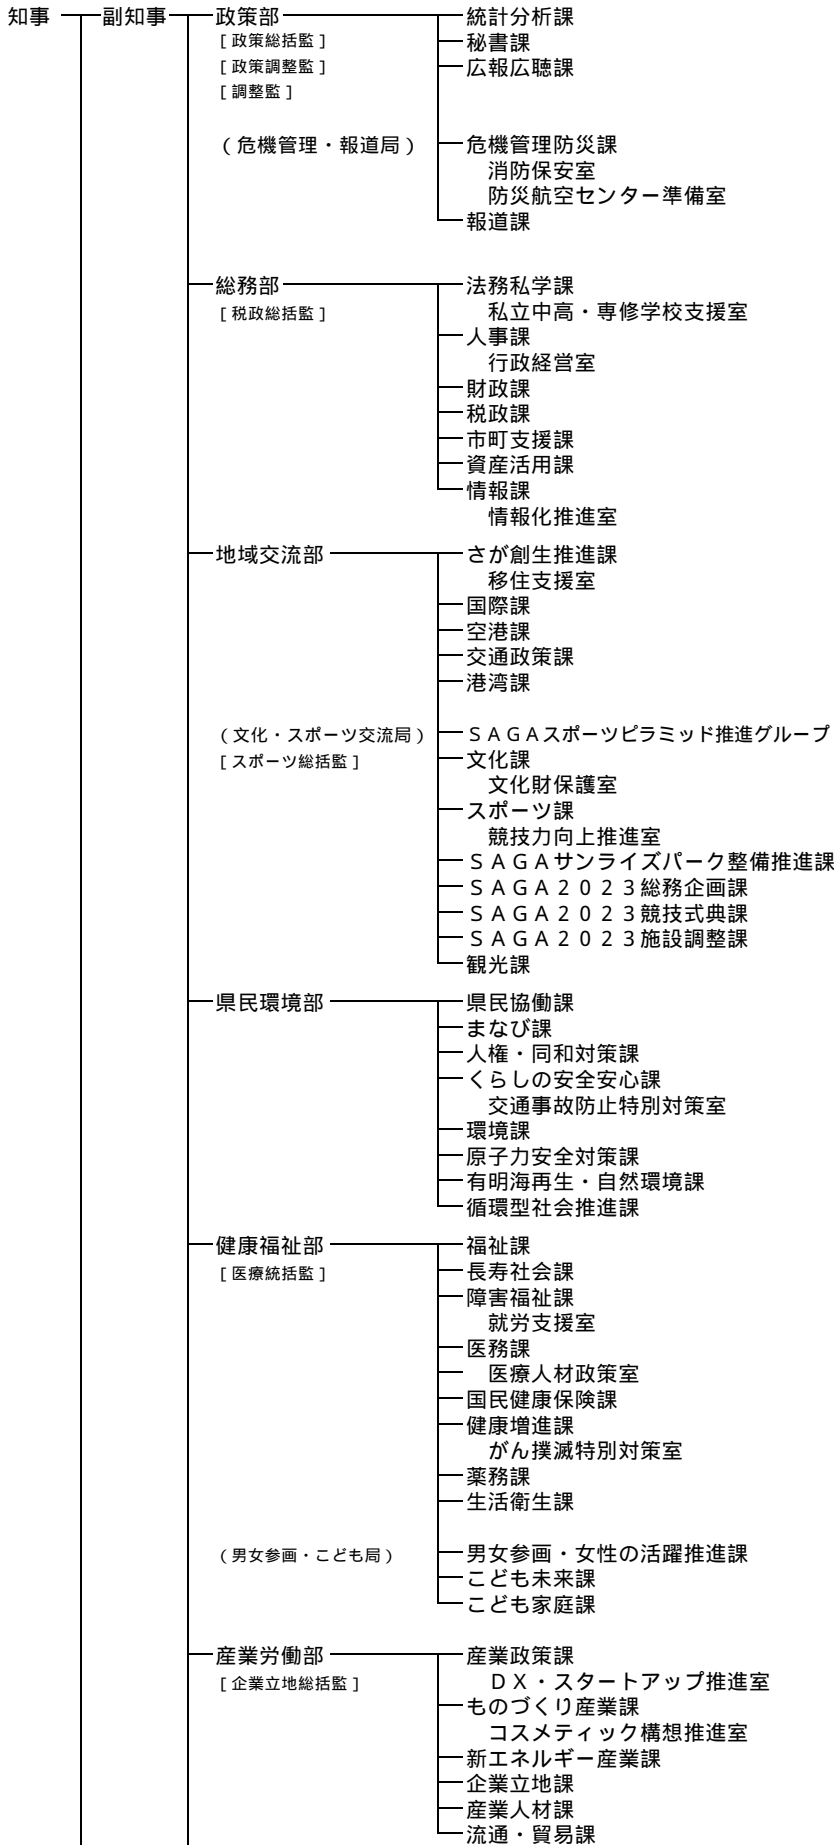 知事 副知事 政策部 統計分析課
[政策総括監] 秘書課
[政策調整監] 広報広聴課
[調整監]
(危機管理・報道局) 危機管理防災課
消防保安室
防災航空センター準備室
報道課
総務部 法務私学課
[税政総括監] 私立中高・専修学校支援室
人事課
行政経営室
財政課
税政課
市町支援課
資産活用課
情報課
情報化推進室
地域交流部 さが創生推進課
移住支援室
国際課
空港課
交通政策課
港湾課
(文化・スポーツ交流局) SAGAスポーツピラミッド推進グループ
[スポーツ総括監] 文化課
文化財保護室
スポーツ課
競技力向上推進室
SAGAサンライズパーク整備推進課
SAGA2023総務企画課
SAGA2023競技式典課
SAGA2023施設調整課
観光課
県民環境部 県民協働課
まなび課
人権・同和対策課
くらしの安全安心課
交通事故防止特別対策室
環境課
原子力安全対策課
有明海再生・自然環境課
循環型社会推進課
健康福祉部 福祉課
[医療統括監] 長寿社会課
障害福祉課
就労支援室
医務課
医療人材政策室
国民健康保険課
健康増進課
がん撲滅特別対策室
薬務課
生活衛生課
(男女参画・こども局) 男女参画・女性の活躍推進課
こども未来課
こども家庭課
産業労働部 産業政策課
[企業立地総括監] DX・スタートアップ推進室
ものづくり産業課
コスメティック構想推進室
新エネルギー産業課
企業立地課
産業人材課
流通・貿易課